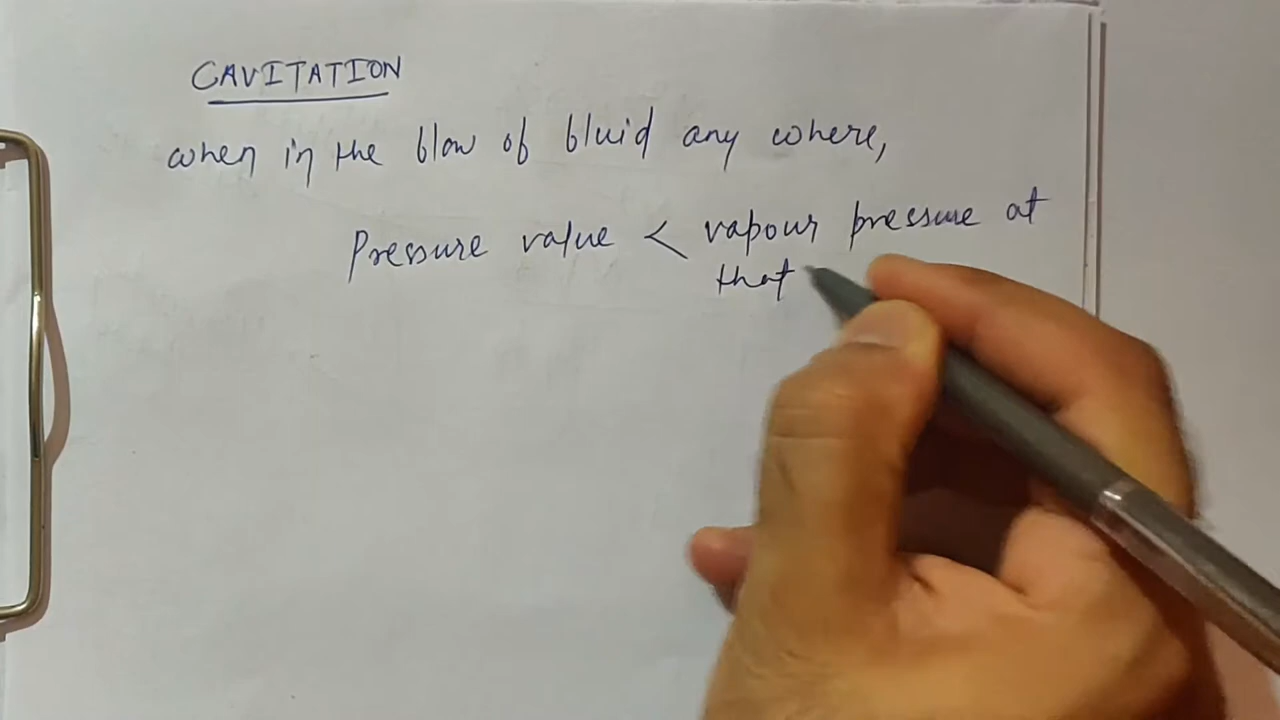 CAVITATION
when in the flow of fluid any where,
Pressure value < vapour pressure at
that